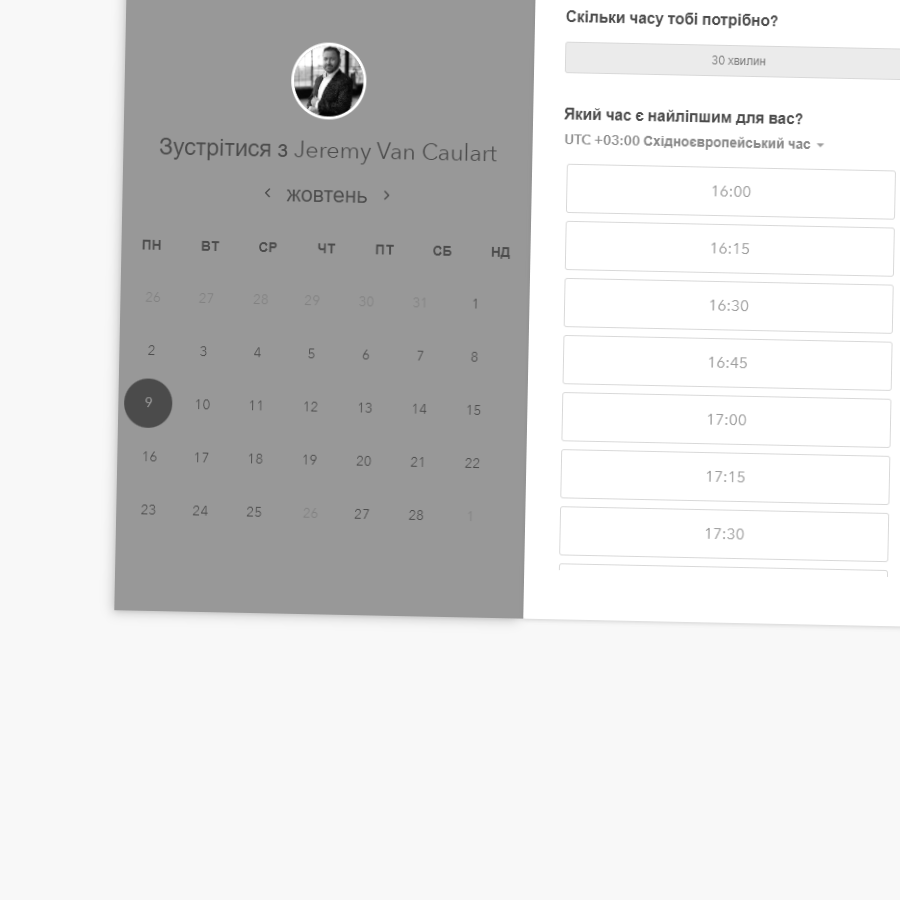 Зустрітися з Jeremy Van Caulart
жовтень
ПН ВТ СР ЧТ ПТ СБ НД
26 27 28 29 30 31 1
2 3 4 5 6 7 8
9 10 11 12 13 14 15
16 17 18 19 20 21 22
23 24 25 26 27 28 1
Скільки часу тобі потрібно?
30 хвилин
Який час є найліпшим для вас?
UTC +03:00 Східноєвропейський час
16:00
16:15
16:30
16:45
17:00
17:15
17:30